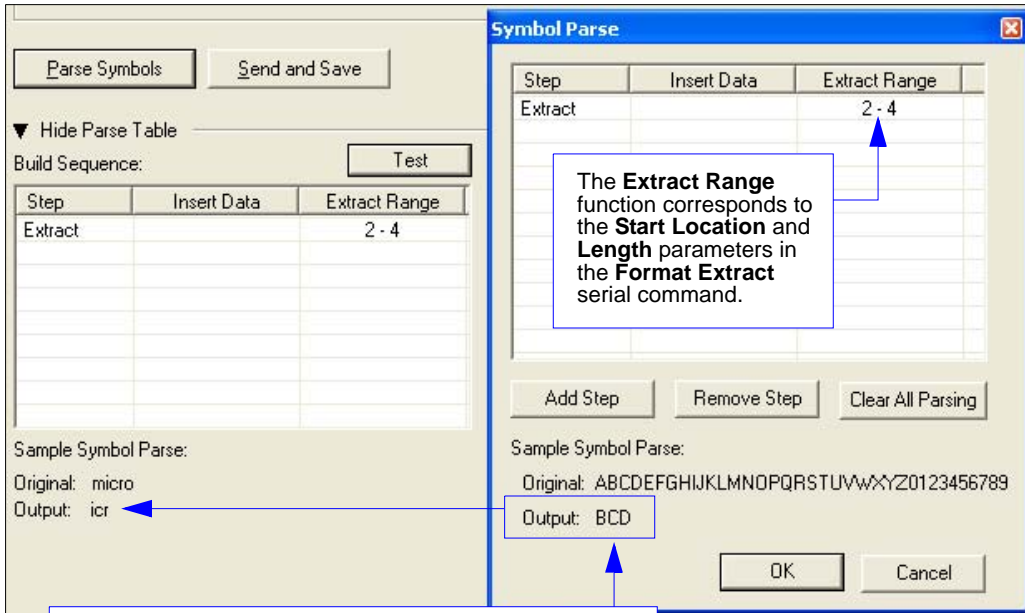 Parse Symbols
Send and Save
Hide Parse Table
Build Sequence:
Test
Step Insert Data Extract Range
Extract 2 - 4
Sample Symbol Parse:
Original: micro
Output: icr
Symbol Parse
Step Insert Data Extract Range
Extract 2 - 4
The Extract Range
function corresponds to
the Start Location and
Length parameters in
the Format Extract
serial command.
Add Step
Remove Step
Clear All Parsing
Sample Symbol Parse:
Original: ABCDEFGHIJKLMNOPQRSTUVWXYZ0123456789
Output: BCD
OK
Cancel